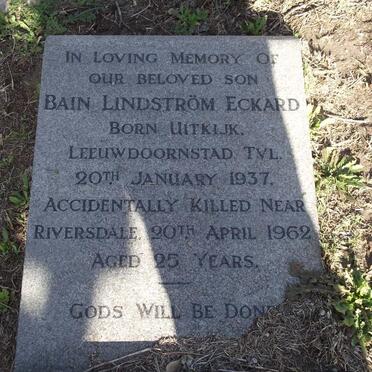 In Loving Memory Of
our beloved son
Bain Lindström Eckard
Born Uitkijk,
Leeuwdoornstad Tvl.
20th January 1937.
Accidentally Killed Near
Riversdale, 20th April 1962.
Aged 25 Years.
Gods Will Be Done